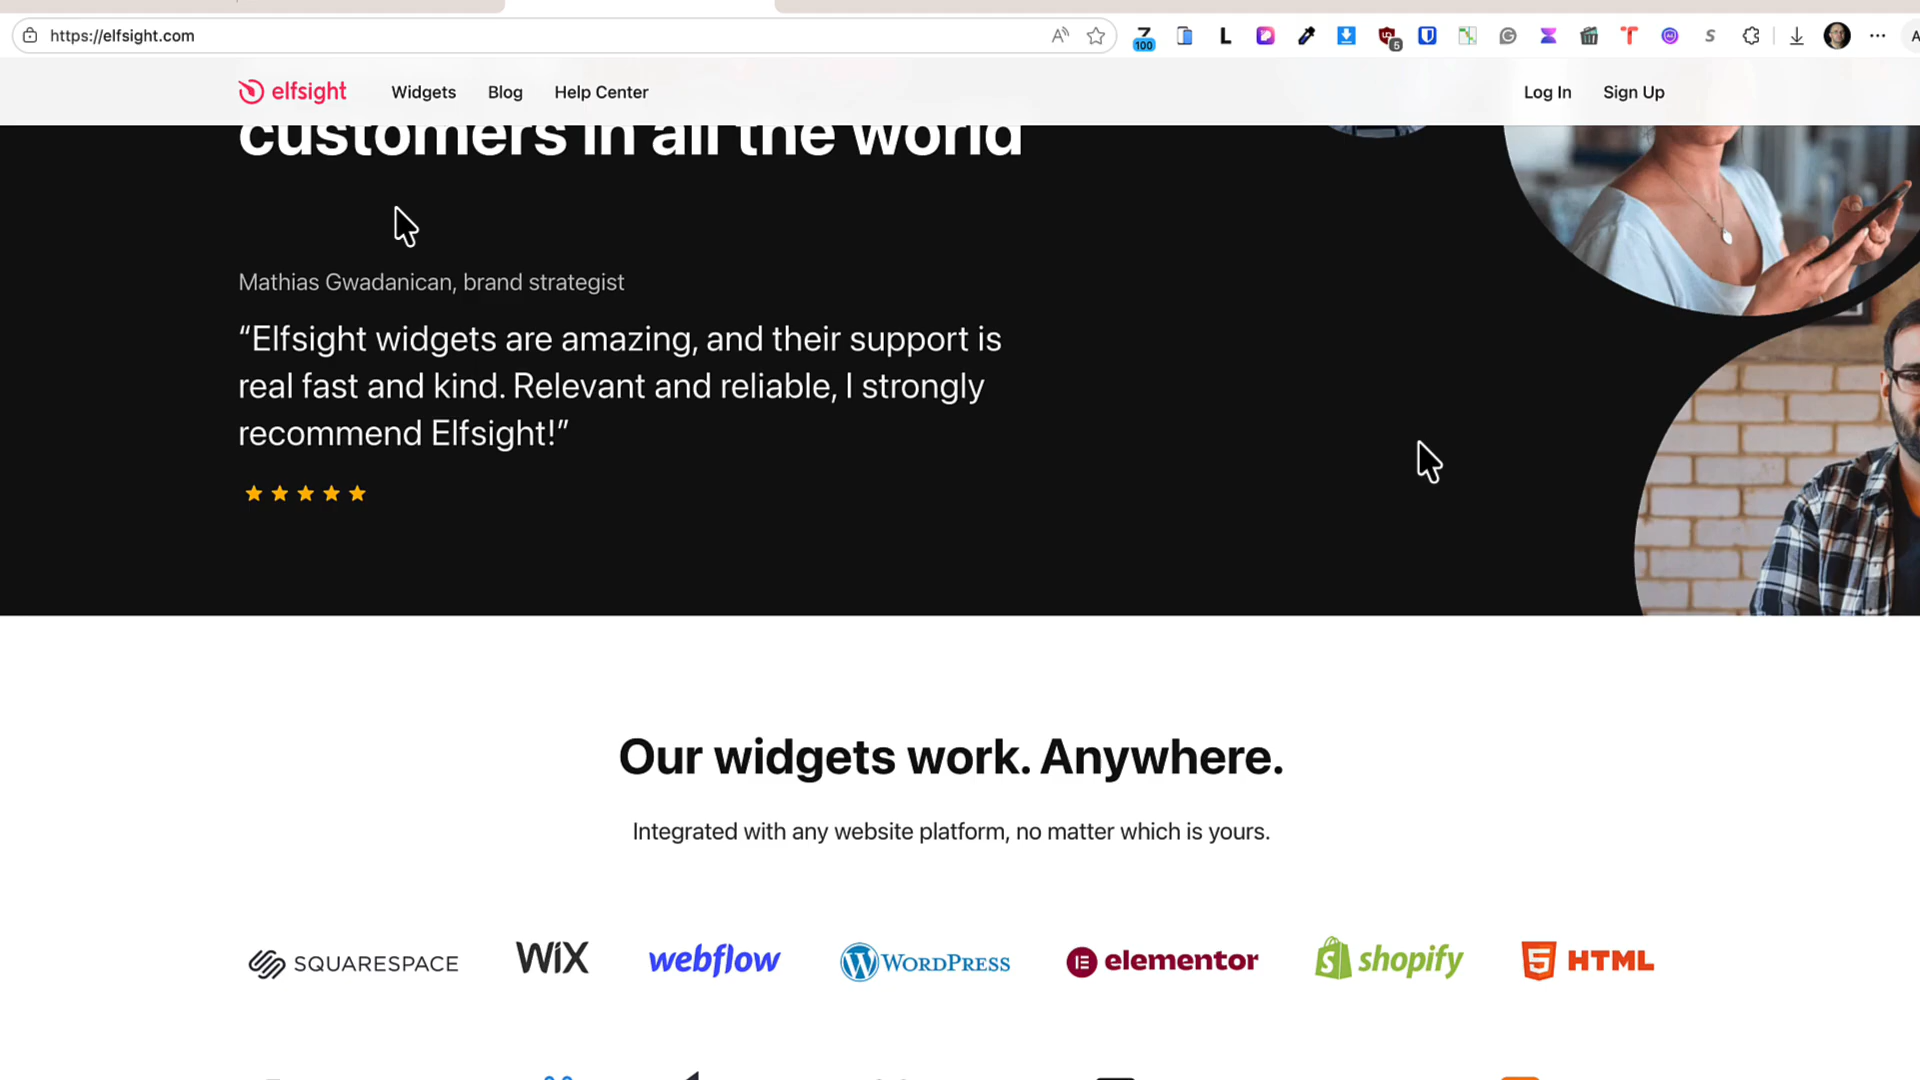 https://elfsight.com
100
5
elfsight Widgets Blog Help Center Log In Sign Up
customers in all the world
Mathias Gwadanican, brand strategist
“Elfsight widgets are amazing, and their support is
real fast and kind. Relevant and reliable, I strongly
recommend Elfsight!”
Our widgets work. Anywhere.
Integrated with any website platform, no matter which is yours.
SQUARESPACE WiX webflow WORDPRESS elementor shopify HTML